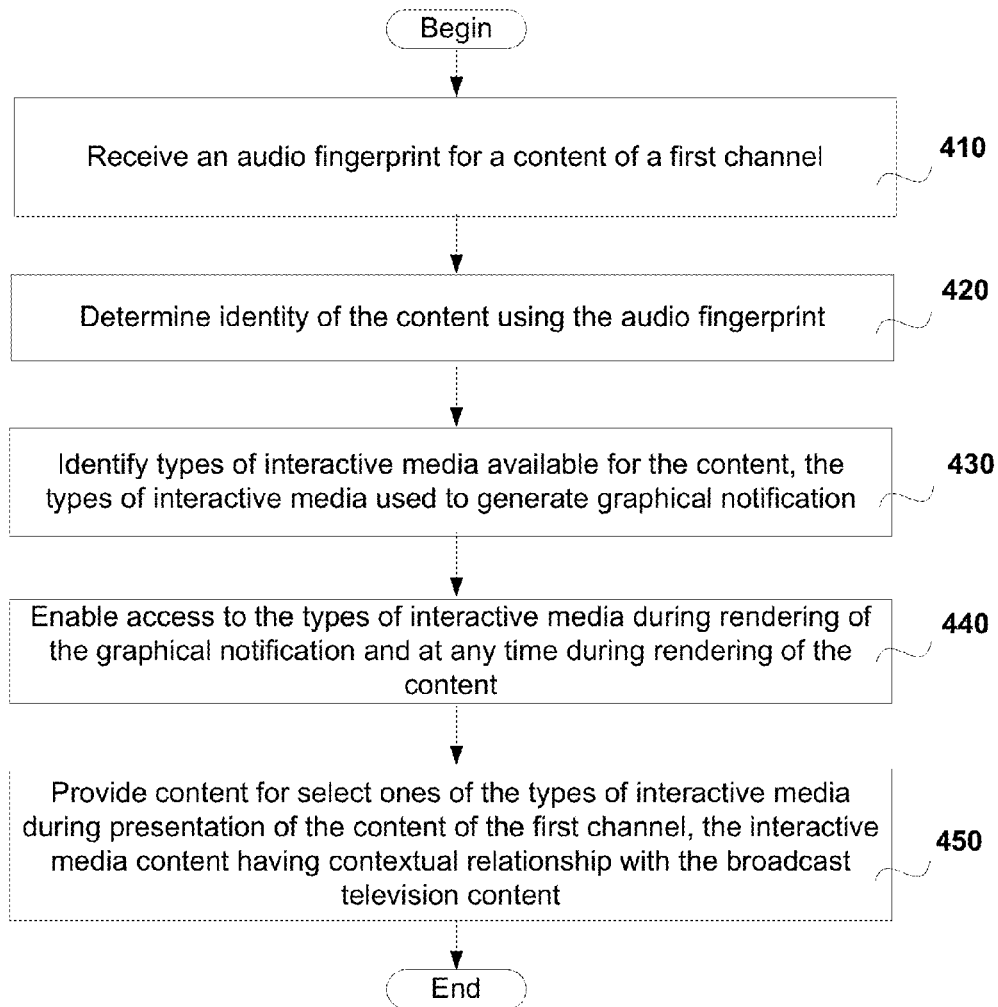 Begin
Receive an audio fingerprint for a content of a first channel
410
Determine identity of the content using the audio fingerprint
420
Identify types of interactive media available for the content, the
types of interactive media used to generate graphical notification
430
Enable access to the types of interactive media during rendering of
the graphical notification and at any time during rendering of the
content
440
Provide content for select ones of the types of interactive media
during presentation of the content of the first channel, the interactive
media content having contextual relationship with the broadcast
television content
450
End